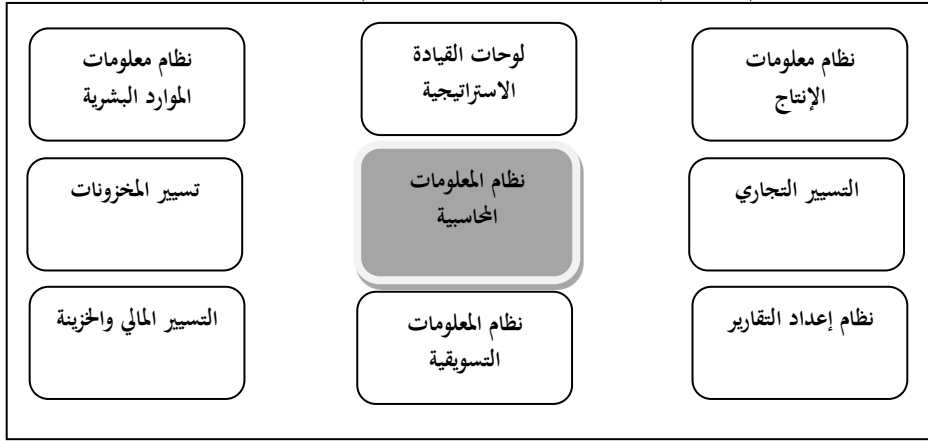 نظام معلومات
الإنتاج
لوحات القيادة
الاستراتيجية
نظام معلومات
الموارد البشرية
التسيير التجاري
نظام المعلومات
المحاسبية
تسيير المخزونات
نظام إعداد التقارير
نظام المعلومات
التسويقية
التسيير المالي والخزينة